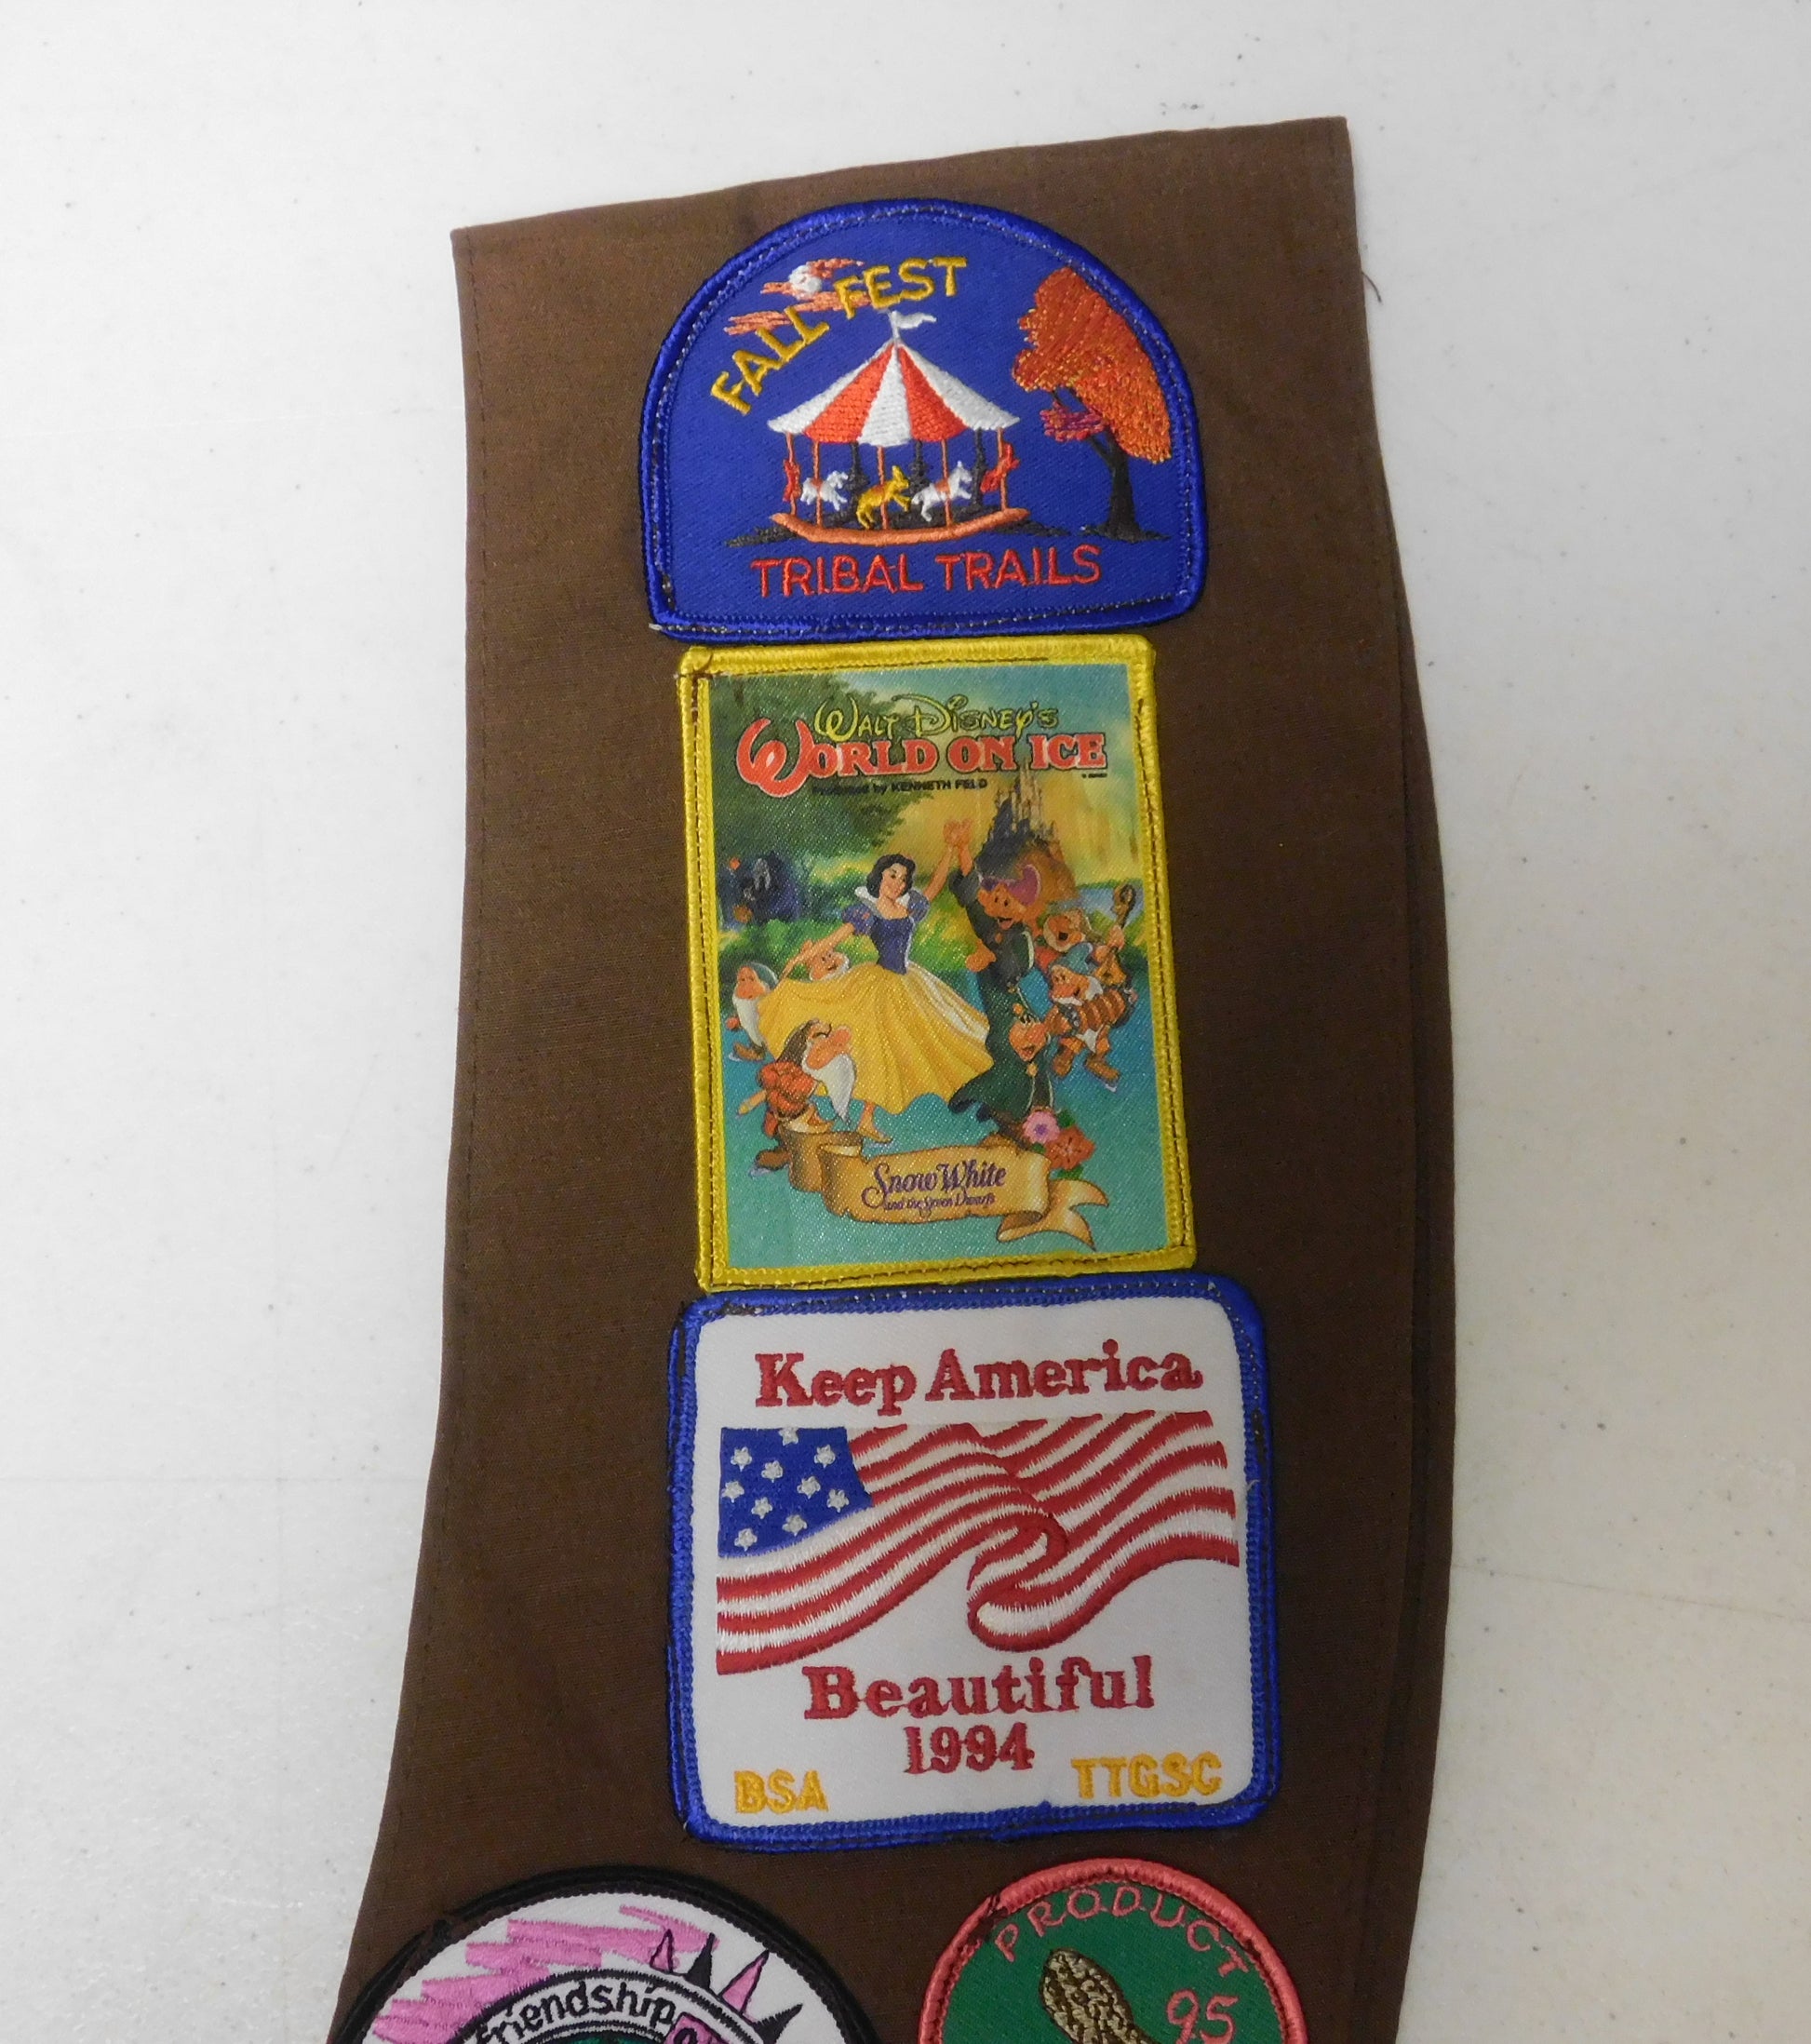 FALL FEST
TRIBAL TRAILS
WALT DISNEY'S
WORLD ON ICE
Produced by KENNETH FELD
Snow White
and the Seven Dwarfs
Keep America
Beautiful
1994
BSA TTGSC
friendship
PRODUCT
95